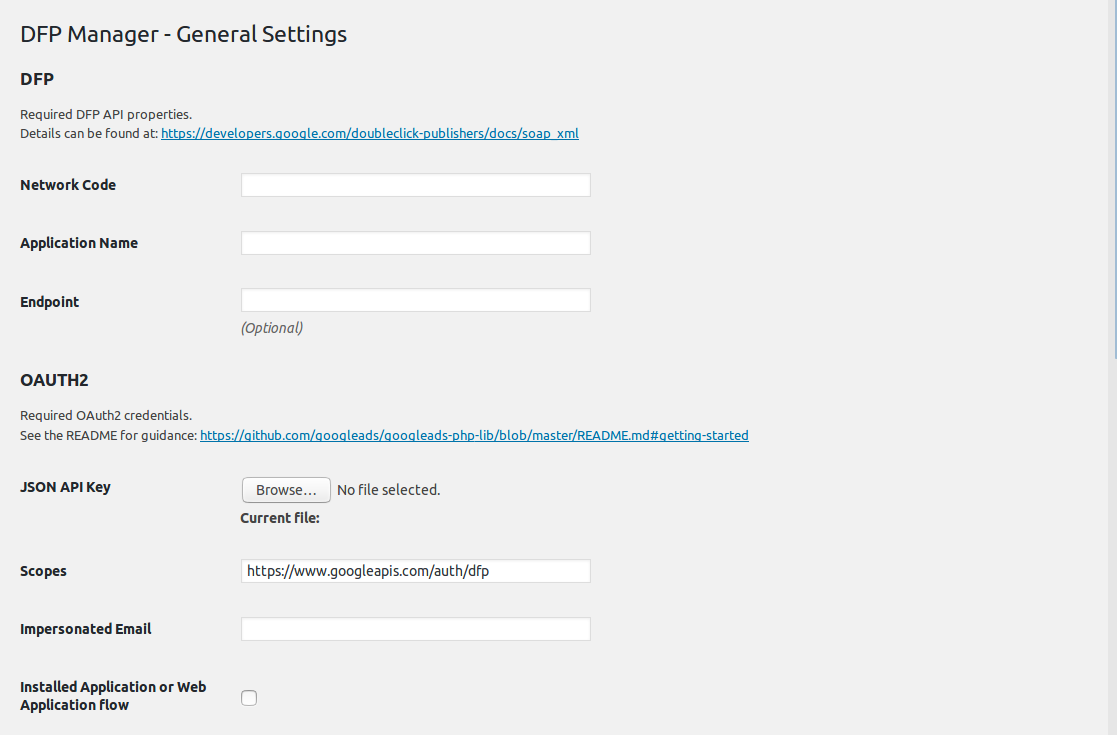 DFP Manager - General Settings
DFP
Required DFP API properties.
Details can be found at: https://developers.google.com/doubleclick-publishers/docs/soap_xml
Network Code
Application Name
Endpoint
(Optional)
OAUTH2
Required OAuth2 credentials.
See the README for guidance: https://github.com/googleads/googleads-php-lib/blob/master/README.md#getting-started
JSON API Key
Browse... No file selected.
Current file:
Scopes
https://www.googleapis.com/auth/dfp
Impersonated Email
Installed Application or Web
Application flow